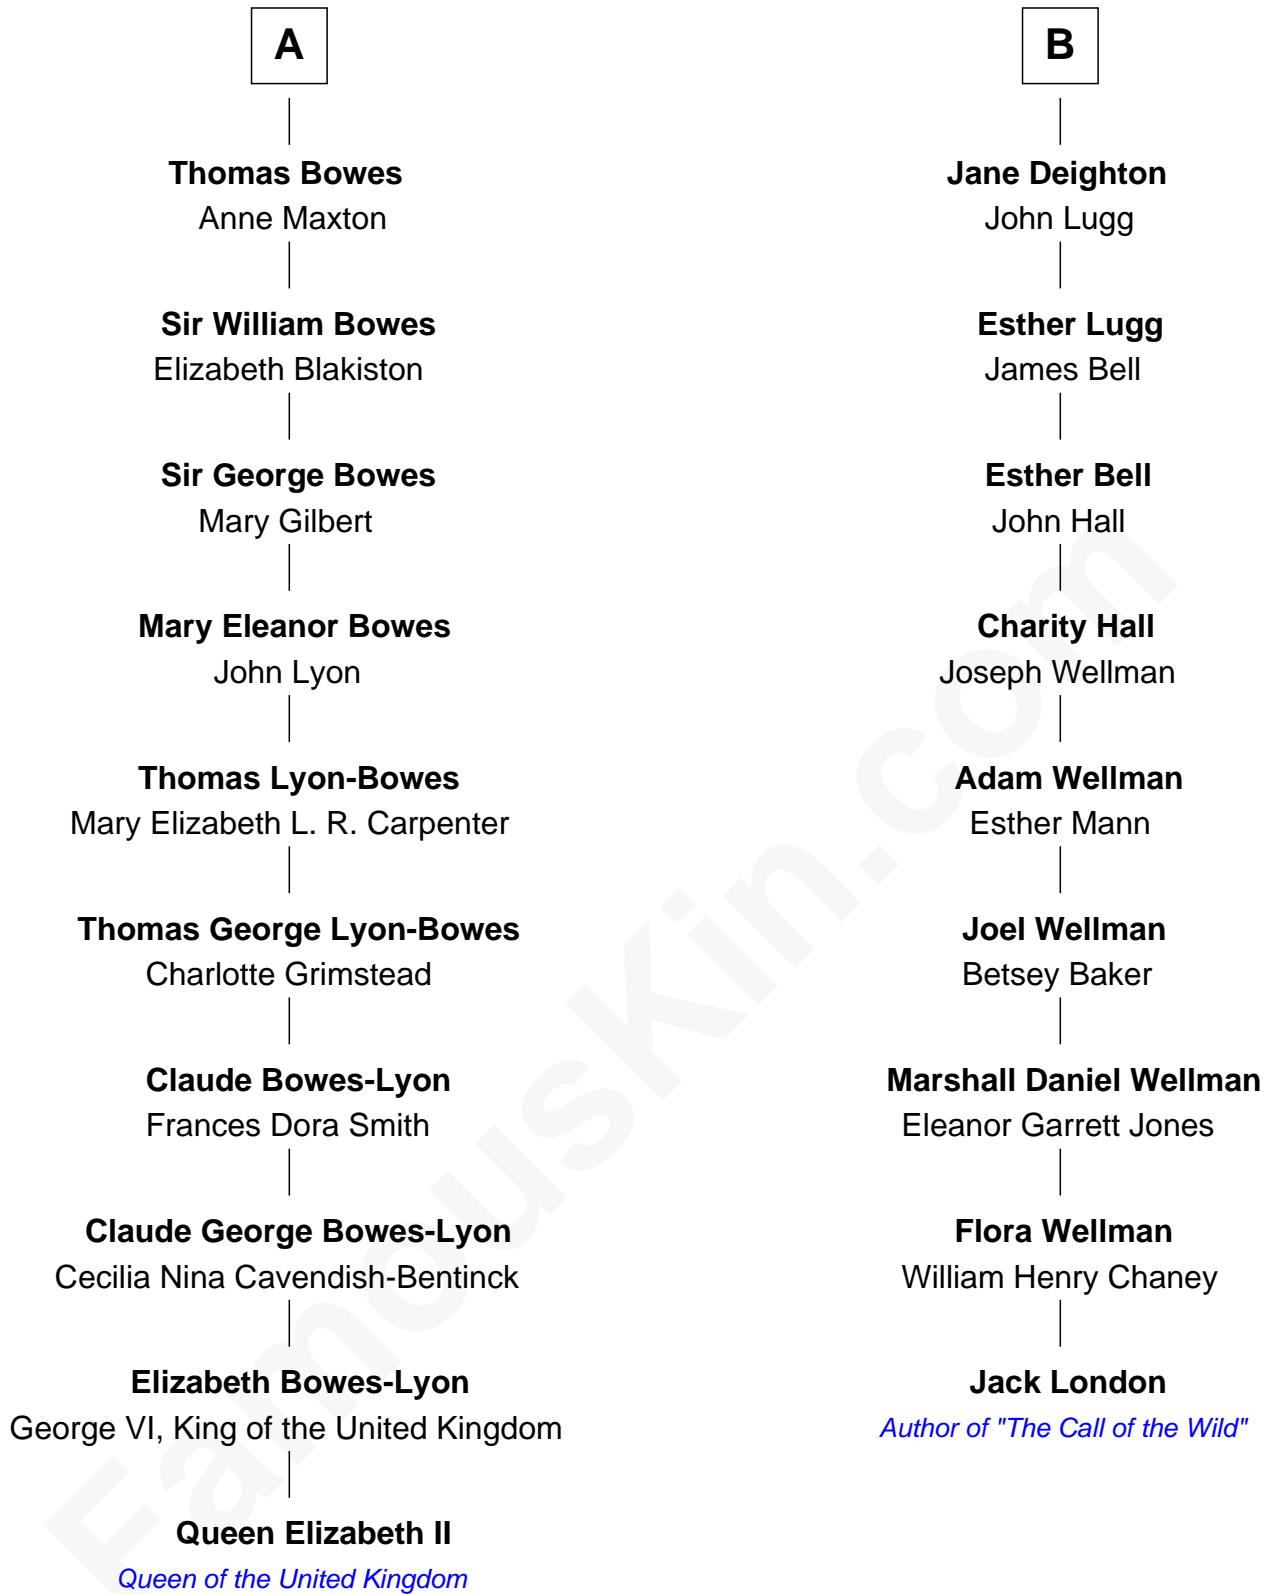 A
Thomas Bowes
Anne Maxton
Sir William Bowes
Elizabeth Blakiston
Sir George Bowes
Mary Gilbert
Mary Eleanor Bowes
John Lyon
Thomas Lyon-Bowes
Mary Elizabeth L. R. Carpenter
Thomas George Lyon-Bowes
Charlotte Grimstead
Claude Bowes-Lyon
Frances Dora Smith
Claude George Bowes-Lyon
Cecilia Nina Cavendish-Bentinck
Elizabeth Bowes-Lyon
George VI, King of the United Kingdom
Queen Elizabeth II
Queen of the United Kingdom
B
Jane Deighton
John Lugg
Esther Lugg
James Bell
Esther Bell
John Hall
Charity Hall
Joseph Wellman
Adam Wellman
Esther Mann
Joel Wellman
Betsey Baker
Marshall Daniel Wellman
Eleanor Garrett Jones
Flora Wellman
William Henry Chaney
Jack London
Author of "The Call of the Wild"
FamousKin.com